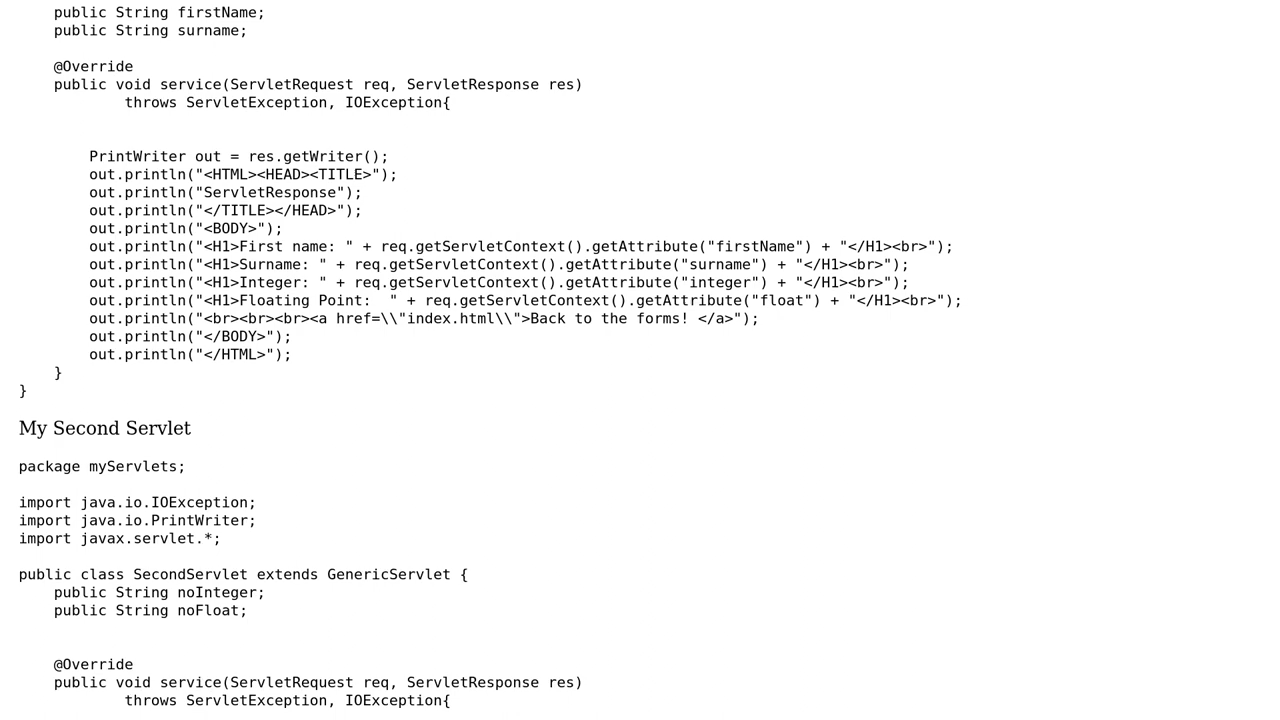 public String firstName;
public String surname;
@Override
public void service(ServletRequest req, ServletResponse res)
throws ServletException, IOException{
PrintWriter out = res.getWriter();
out.println("<HTML><HEAD><TITLE>");
out.println("ServletResponse");
out.println("</TITLE></HEAD>");
out.println("<BODY>");
out.println("<H1>First name: " + req.getServletContext().getAttribute("firstName") + "</H1><br>");
out.println("<H1>Surname: " + req.getServletContext().getAttribute("surname") + "</H1><br>");
out.println("<H1>Integer: " + req.getServletContext().getAttribute("integer") + "</H1><br>");
out.println("<H1>Floating Point:  " + req.getServletContext().getAttribute("float") + "</H1><br>");
out.println("<br><br><br><a href=\\"index.html\\">Back to the forms! </a>");
out.println("</BODY>");
out.println("</HTML>");
}
}
My Second Servlet
package myServlets;
import java.io.IOException;
import java.io.PrintWriter;
import javax.servlet.*;
public class SecondServlet extends GenericServlet {
public String noInteger;
public String noFloat;
@Override
public void service(ServletRequest req, ServletResponse res)
throws ServletException, IOException{